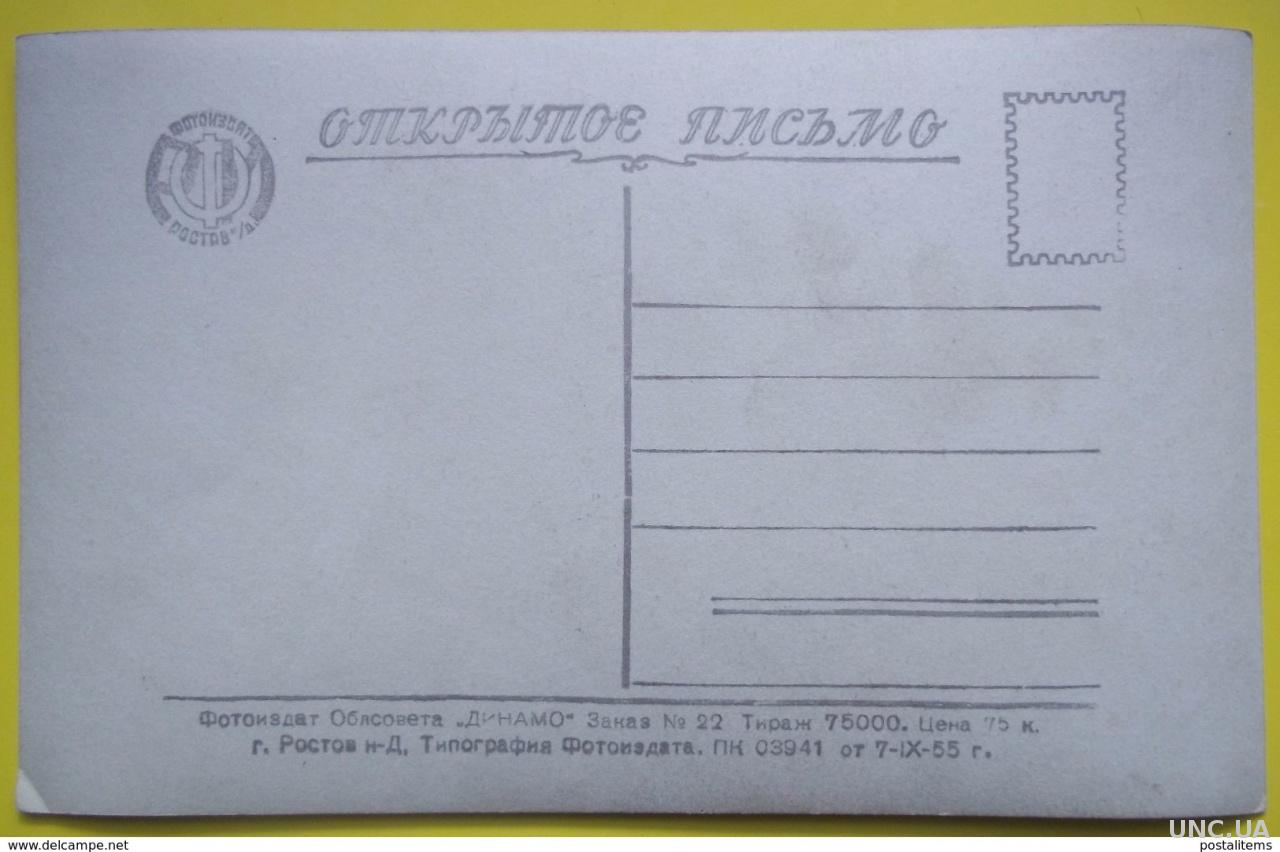 ФОТОИЗДАТ
РОСТОВ н/Д.
ОТКРЫТОЕ ПИСЬМО
Фотоиздат Облсовета „ДИНАМО" Заказ № 22 Тираж 75000. Цена 75 к.
г. Ростов н-Д, Типография Фотоиздата. ПК 03941 от 7-IX-55 г.
UNC.UA
www.delcampe.net
postalitems